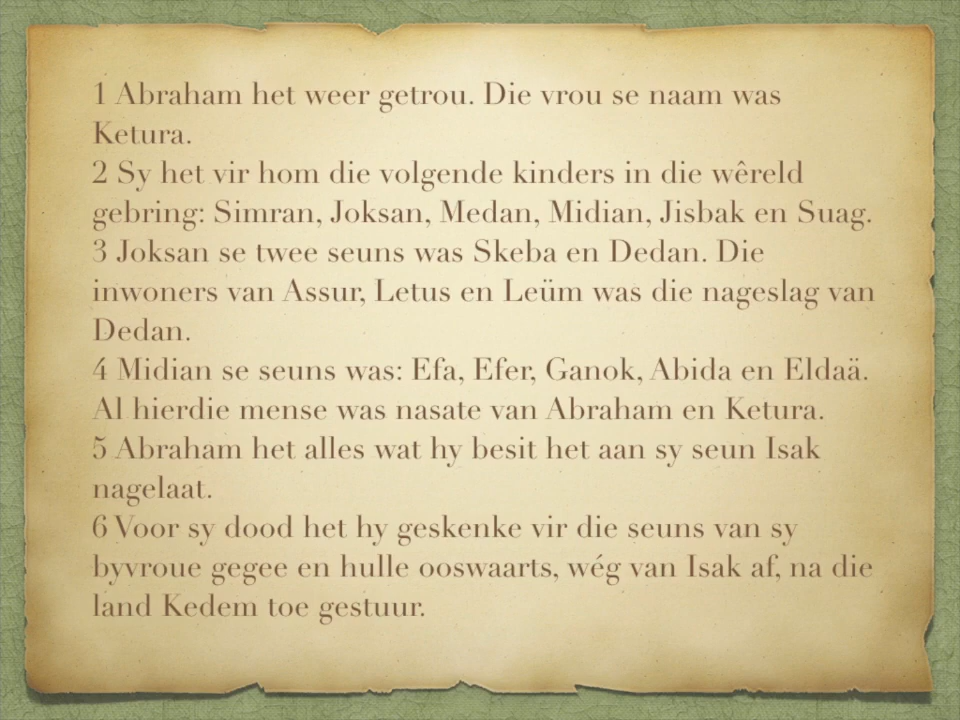 1 Abraham het weer getrou. Die vrou se naam was
Ketura.
2 Sy het vir hom die volgende kinders in die wêreld
gebring: Simran, Joksan, Medan, Midian, Jisbak en Suag.
3 Joksan se twee seuns was Skeba en Dedan. Die
inwoners van Assur, Letus en Leüm was die nageslag van
Dedan.
4 Midian se seuns was: Efa, Efer, Ganok, Abida en Eldaä.
Al hierdie mense was nasate van Abraham en Ketura.
5 Abraham het alles wat hy besit het aan sy seun Isak
nagelaat.
6 Voor sy dood het hy geskenke vir die seuns van sy
byvroue gegee en hulle ooswaarts, wég van Isak af, na die
land Kedem toe gestuur.